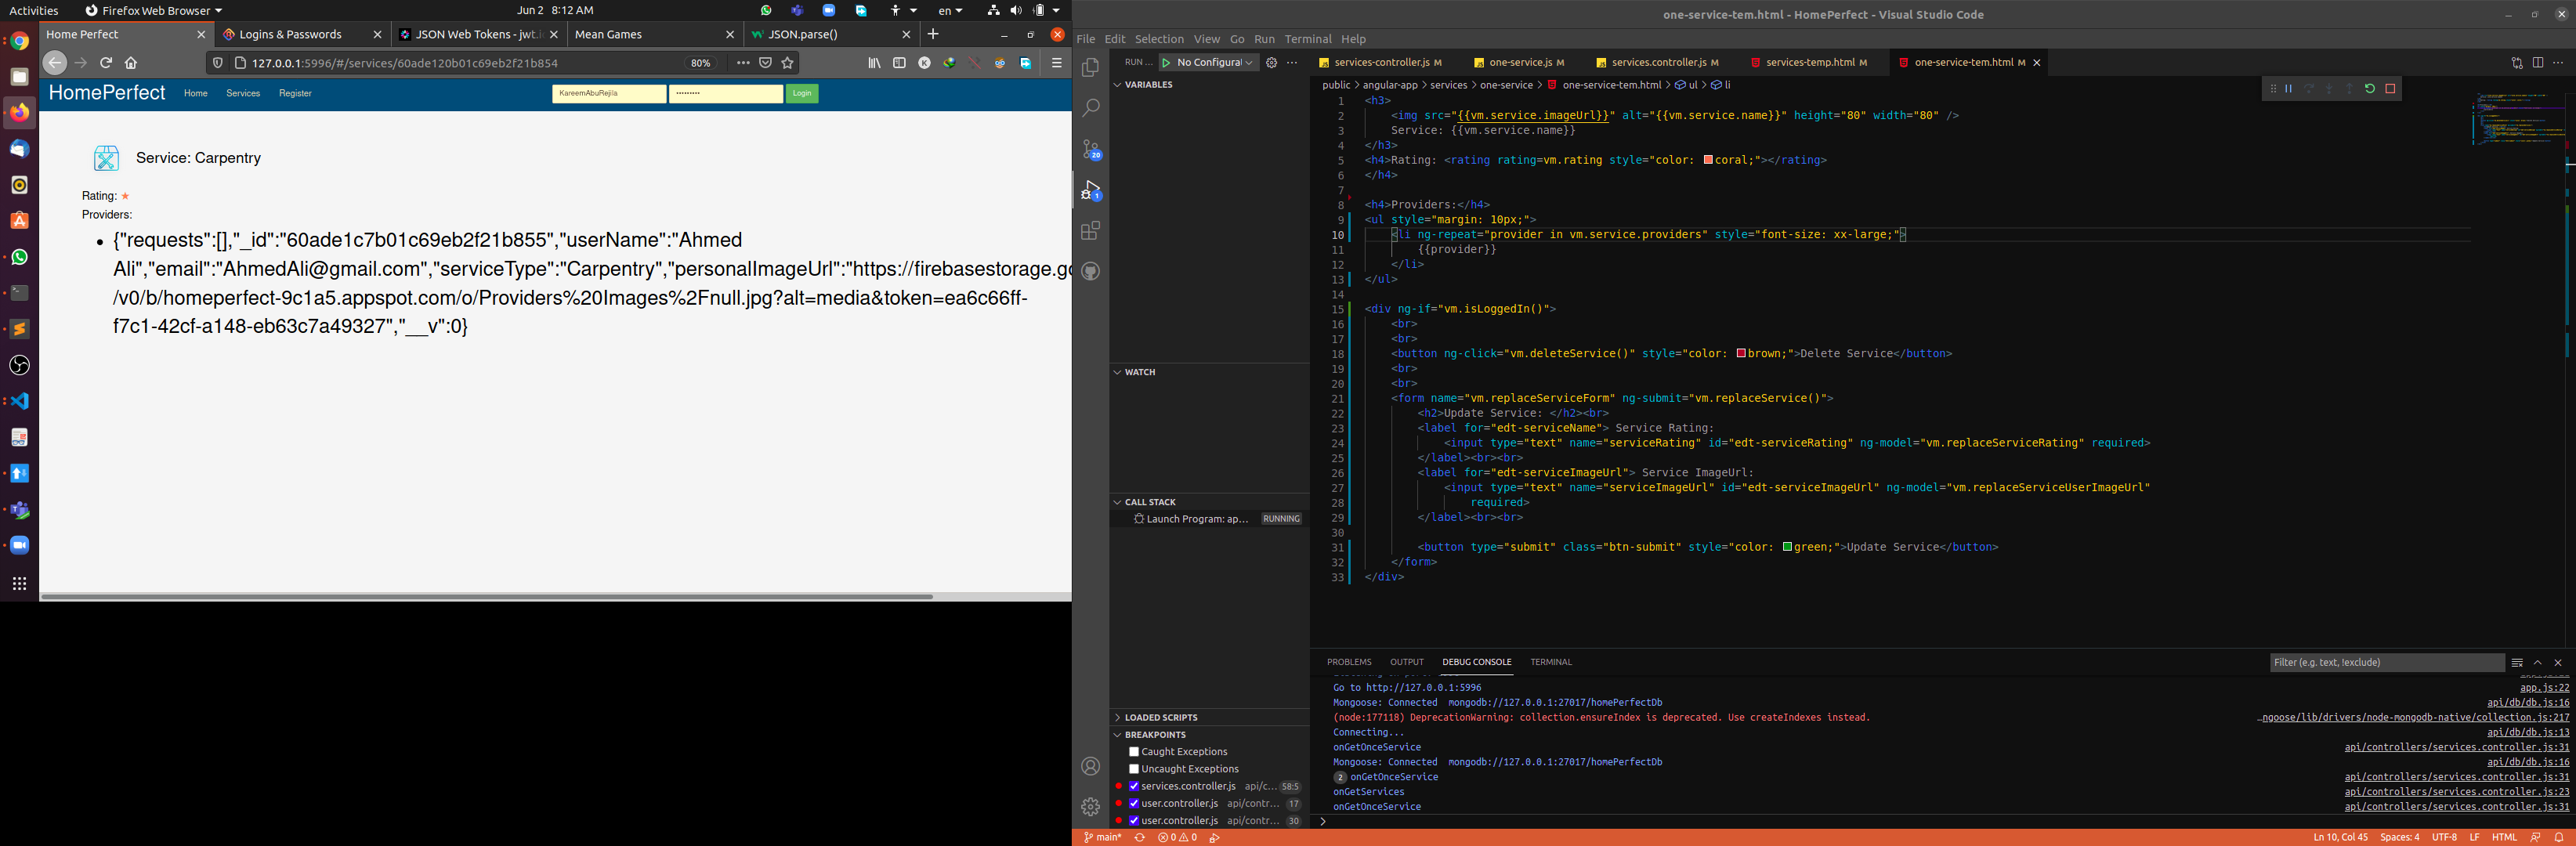 Activities
Firefox Web Browser
Jun 2 8:12 AM
en
Home Perfect
Logins & Passwords
JSON Web Tokens - jwt.io
Mean Games
JSON.parse()
127.0.0.1:5996/#/services/60ade120b01c69eb2f21b854
80%
HomePerfect
Home
Services
Register
KareemAbuRejila
Login
Service: Carpentry
Rating: ★
Providers:
• {"requests":[],"_id":"60ade1c7b01c69eb2f21b855","userName":"Ahmed
Ali","email":"AhmedAli@gmail.com","serviceType":"Carpentry","personalImageUrl":"https://firebasestorage.go
/v0/b/homeperfect-9c1a5.appspot.com/o/Providers%20Images%2Fnull.jpg?alt=media&token=ea6c66ff-
f7c1-42cf-a148-eb63c7a49327","__v":0}
one-service-tem.html - HomePerfect - Visual Studio Code
File Edit Selection View Go Run Terminal Help
RUN ...
No Configurat
services-controller.js M
one-service.js M
services.controller.js M
services-temp.html M
one-service-tem.html M
public > angular-app > services > one-service > one-service-tem.html > ul > li
VARIABLES
WATCH
CALL STACK
Launch Program: ap...
RUNNING
LOADED SCRIPTS
BREAKPOINTS
Caught Exceptions
Uncaught Exceptions
services.controller.js api/c... 58:5
user.controller.js api/contr... 17
user.controller.js api/contr... 30
20
1
1 <h3>
2 <img src="{{vm.service.imageUrl}}" alt="{{vm.service.name}}" height="80" width="80" />
3 Service: {{vm.service.name}}
4 </h3>
5 <h4>Rating: <rating rating=vm.rating style="color: coral;"></rating>
6 </h4>
7
8 <h4>Providers:</h4>
9 <ul style="margin: 10px;">
10 <li ng-repeat="provider in vm.service.providers" style="font-size: xx-large;">
11 {{provider}}
12 </li>
13 </ul>
14
15 <div ng-if="vm.isLoggedIn()">
16 <br>
17 <br>
18 <button ng-click="vm.deleteService()" style="color: brown;">Delete Service</button>
19 <br>
20 <br>
21 <form name="vm.replaceServiceForm" ng-submit="vm.replaceService()">
22 <h2>Update Service: </h2><br>
23 <label for="edt-serviceName"> Service Rating:
24 <input type="text" name="serviceRating" id="edt-serviceRating" ng-model="vm.replaceServiceRating" required>
25 </label><br><br>
26 <label for="edt-serviceImageUrl"> Service ImageUrl:
27 <input type="text" name="serviceImageUrl" id="edt-serviceImageUrl" ng-model="vm.replaceServiceUserImageUrl"
28 required>
29 </label><br><br>
30
31 <button type="submit" class="btn-submit" style="color: green;">Update Service</button>
32 </form>
33 </div>
PROBLEMS OUTPUT DEBUG CONSOLE TERMINAL
Filter (e.g. text, !exclude)
Go to http://127.0.0.1:5996 app.js:22
Mongoose: Connected mongodb://127.0.0.1:27017/homePerfectDb api/db/db.js:16
(node:177118) DeprecationWarning: collection.ensureIndex is deprecated. Use createIndexes instead. …ngoose/lib/drivers/node-mongodb-native/collection.js:217
Connecting... api/db/db.js:13
onGetOnceService api/controllers/services.controller.js:31
Mongoose: Connected mongodb://127.0.0.1:27017/homePerfectDb api/db/db.js:16
2 onGetOnceService api/controllers/services.controller.js:31
onGetServices api/controllers/services.controller.js:23
onGetOnceService api/controllers/services.controller.js:31
main*
0 0
Ln 10, Col 45 Spaces: 4 UTF-8 LF HTML